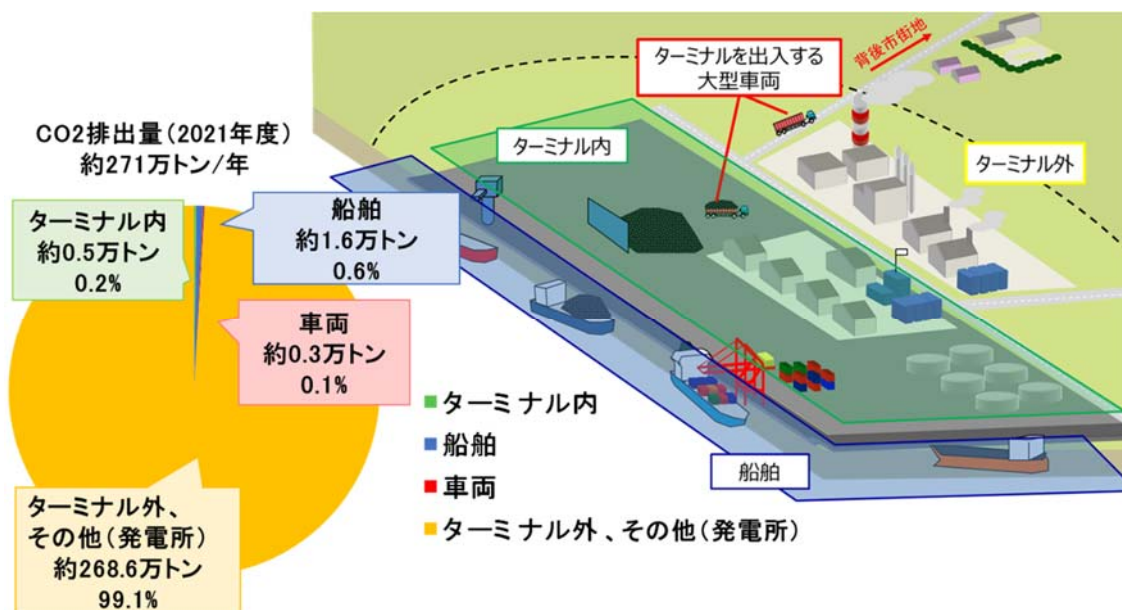 CO2排出量(2021年度)
約271万トン/年
ターミナル内
約0.5万トン
0.2%
船舶
約1.6万トン
0.6%
車両
約0.3万トン
0.1%
ターミナル外、
その他(発電所)
約268.6万トン
99.1%
ターミナル内
船舶
車両
ターミナル外、その他(発電所)
ターミナルを出入する
大型車両
背後市街地
ターミナル内
ターミナル外
船舶